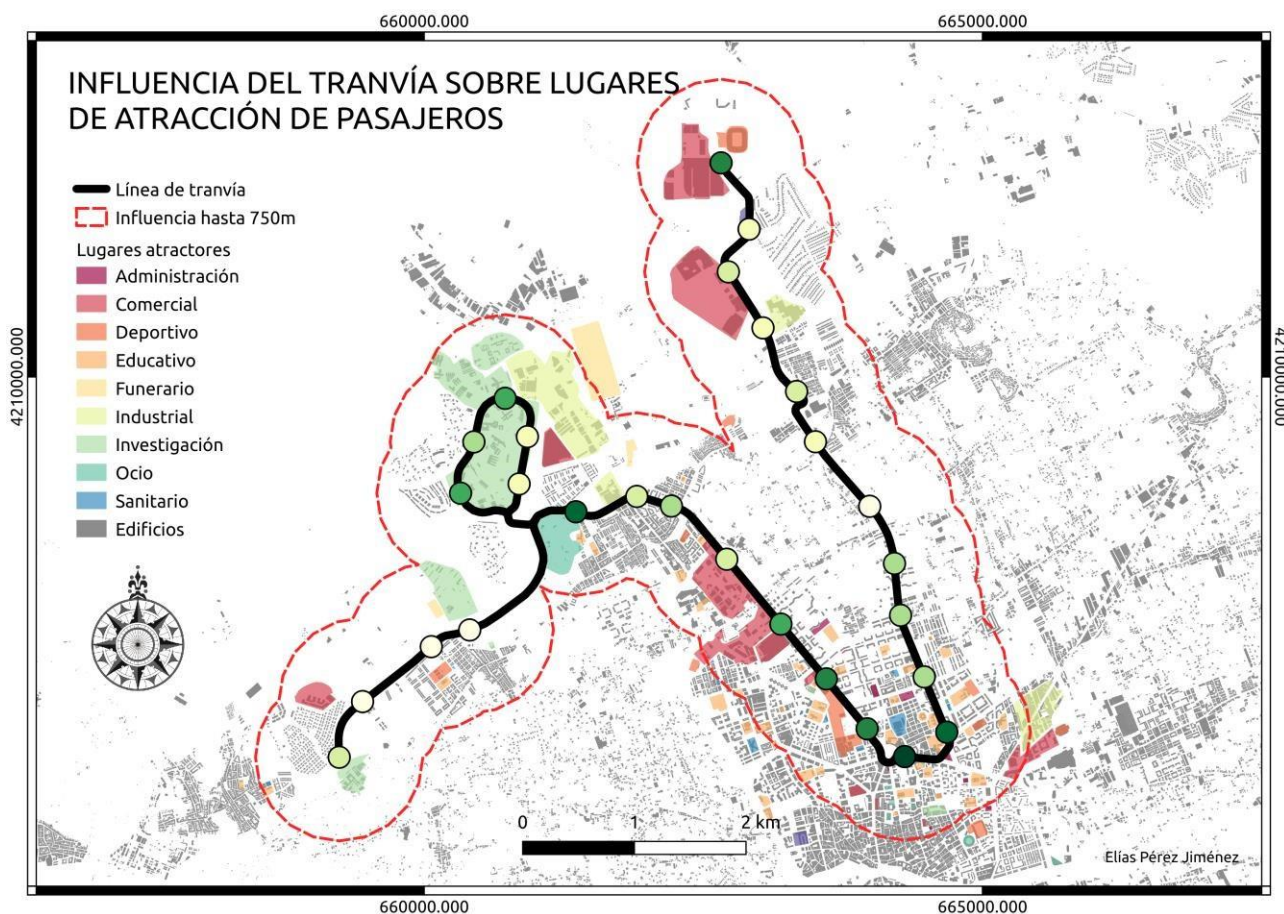 660000.000
665000.000
INFLUENCIA DEL TRANVÍA SOBRE LUGARES
DE ATRACCIÓN DE PASAJEROS
Línea de tranvía
Influencia hasta 750m
Lugares atractores
Administración
Comercial
Deportivo
Educativo
Funerario
Industrial
Investigación
Ocio
Sanitario
Edificios
4210000.000
4210000.000
0
1
2 km
Elías Pérez Jiménez
660000.000
665000.000